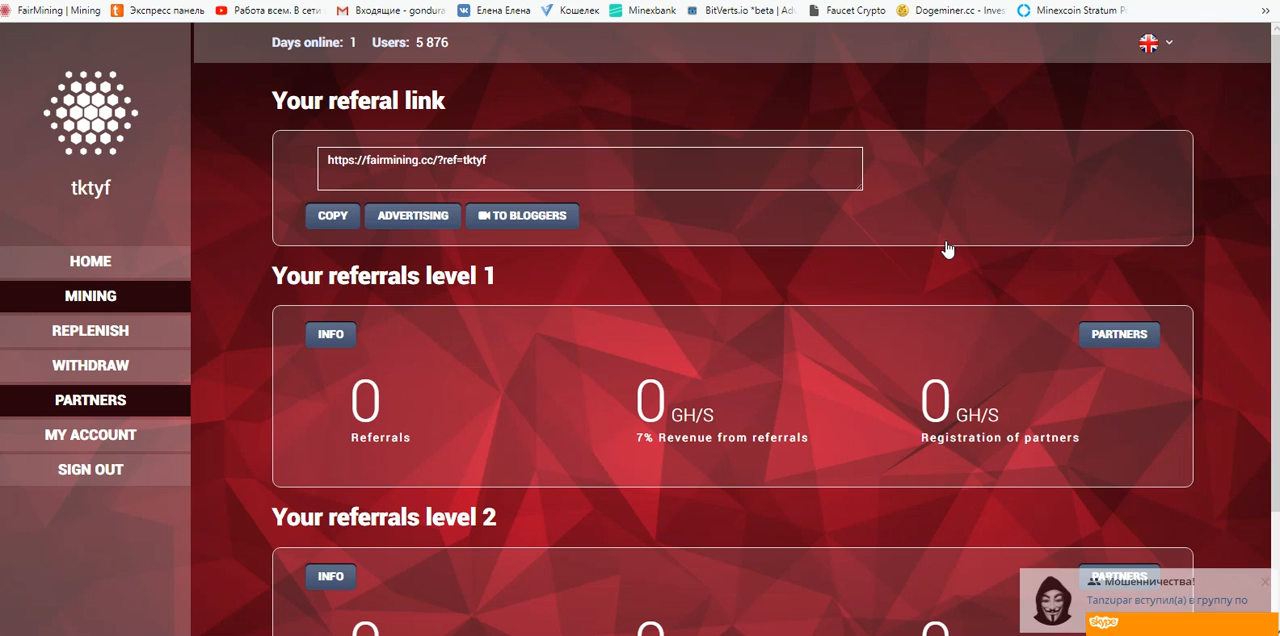 FairMining | Mining
Экспресс панель
Работа всем. В сети
Входящие - gondura
Елена Елена
Кошелек
Minexbank
BitVerts.io *beta | Ad
Faucet Crypto
Dogeminer.cc - Inves
Minexcoin Stratum P
Days online: 1 Users: 5 876
tktyf
HOME
MINING
REPLENISH
WITHDRAW
PARTNERS
MY ACCOUNT
SIGN OUT
Your referal link
https://fairmining.cc/?ref=tktyf
COPY
ADVERTISING
TO BLOGGERS
Your referrals level 1
INFO
PARTNERS
0
Referrals
0 GH/S
7% Revenue from referrals
0 GH/S
Registration of partners
Your referrals level 2
INFO
PARTNERS
0
0
0
Мошенничества!
Tanzupar вступил(а) в группу по
skype